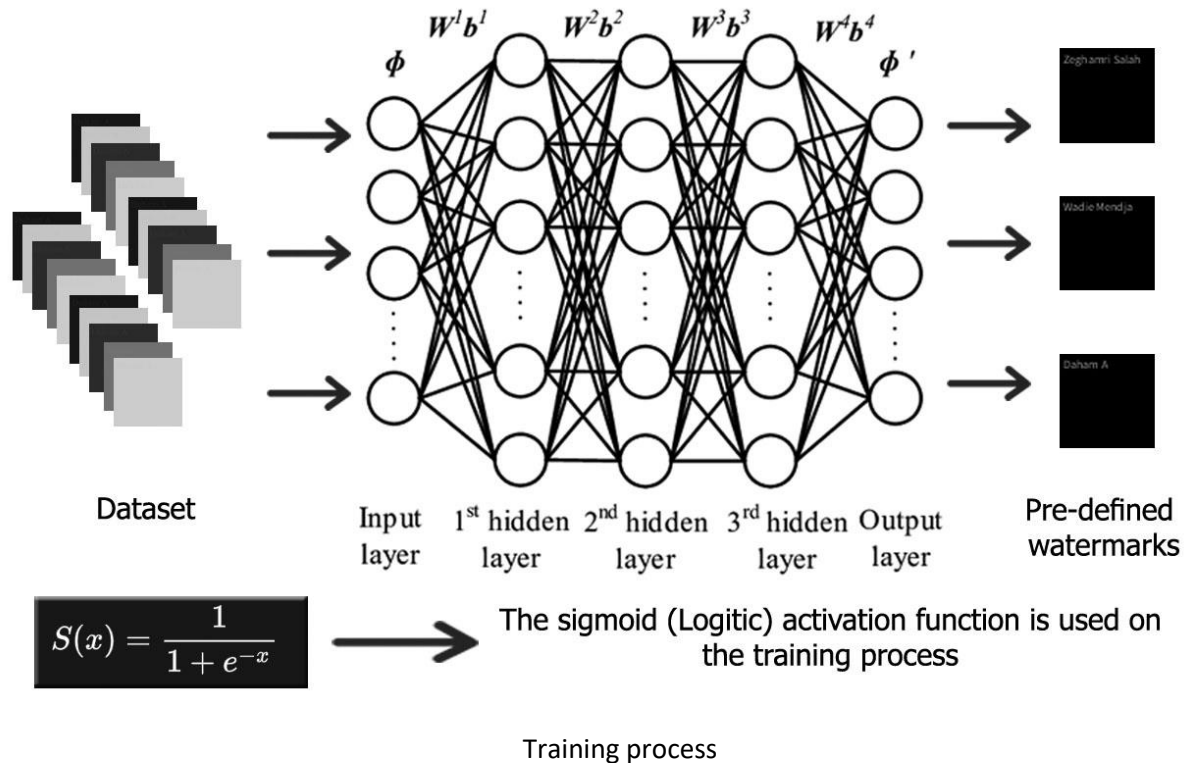 W¹b¹ W²b² W³b³ W⁴b⁴
ϕ ϕ '
Zeghamri Salah
Wadie Mendja
Daham A
Dataset
Input layer
1st hidden layer
2nd hidden layer
3rd hidden layer
Output layer
Pre-defined
watermarks
S(x) = 1 / (1 + e^{-x})
The sigmoid (Logitic) activation function is used on
the training process
Training process